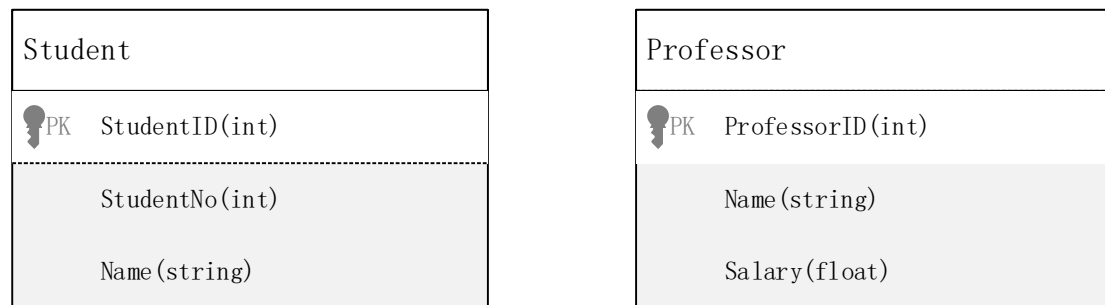 Student
PK StudentID(int)
StudentNo(int)
Name(string)
Professor
PK ProfessorID(int)
Name(string)
Salary(float)